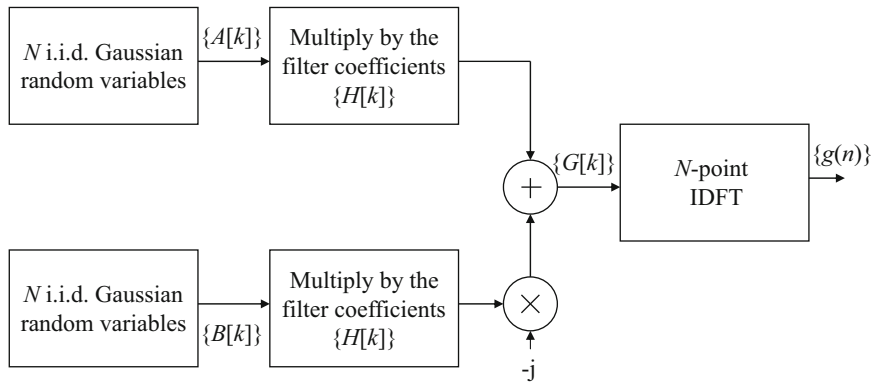 N i.i.d. Gaussian
random variables
{A[k]}
Multiply by the
filter coefficients
{H[k]}
+
{G[k]}
N-point
IDFT
{g(n)}
N i.i.d. Gaussian
random variables
{B[k]}
Multiply by the
filter coefficients
{H[k]}
×
-j